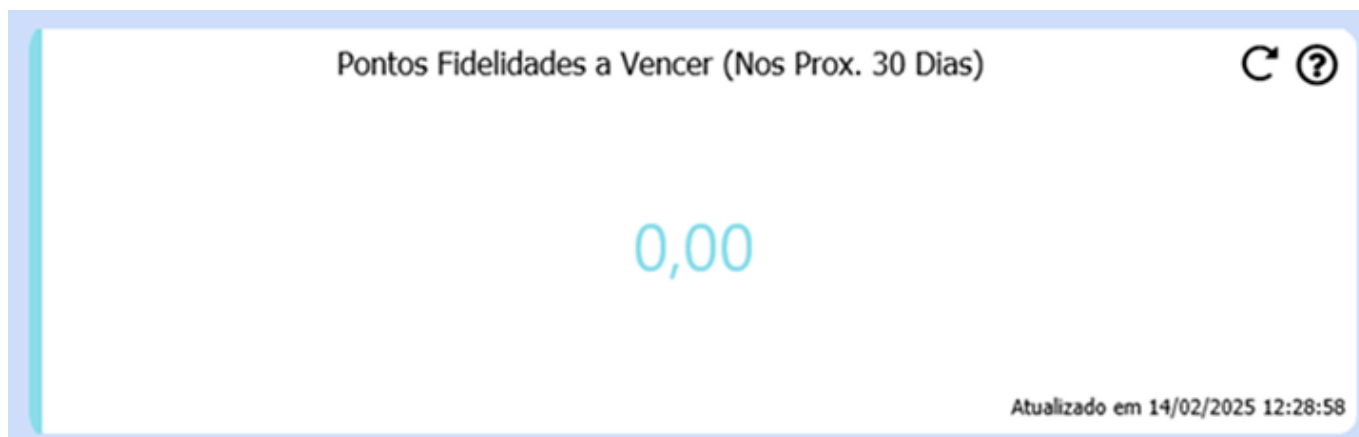 Pontos Fidelidades a Vencer (Nos Prox. 30 Dias)
0,00
Atualizado em 14/02/2025 12:28:58